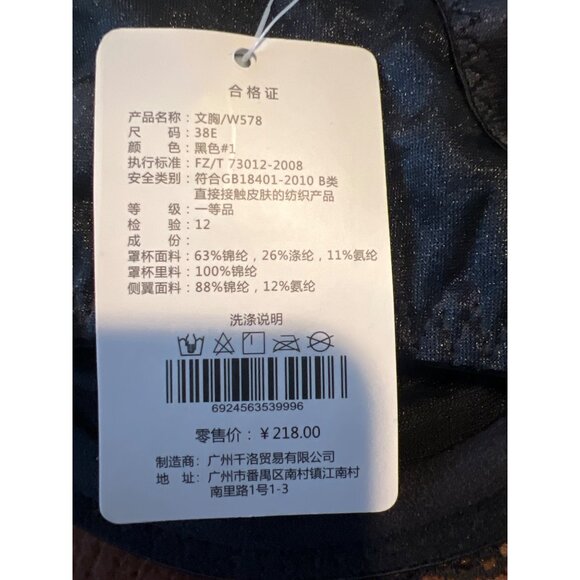 合格证
产品名称：文胸/W578
尺 码：38E
颜 色：黑色#1
执行标准：FZ/T 73012-2008
安全类别：符合GB18401-2010 B类
直接接触皮肤的纺织产品
等 级：一等品
检 验：12
成 份：
罩杯面料：63%锦纶，26%涤纶，11%氨纶
罩杯里料：100%锦纶
侧翼面料：88%锦纶，12%氨纶
洗涤说明
6924563539996
零售价：￥218.00
制造商：广州千洛贸易有限公司
地 址：广州市番禺区南村镇江南村
南里路1号1-3